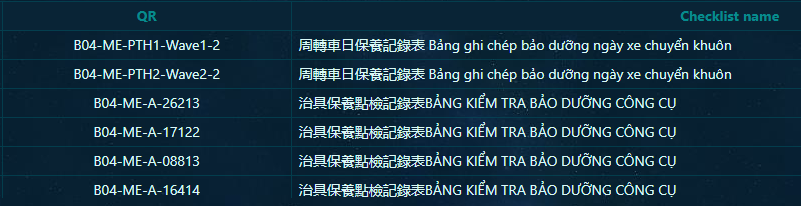 QR Checklist name
B04-ME-PTH1-Wave1-2 周轉車日保養記錄表 Bảng ghi chép bảo dưỡng ngày xe chuyển khuôn
B04-ME-PTH2-Wave2-2 周轉車日保養記錄表 Bảng ghi chép bảo dưỡng ngày xe chuyển khuôn
B04-ME-A-26213 治具保養點檢記錄表BẢNG KIỂM TRA BẢO DƯỠNG CÔNG CỤ
B04-ME-A-17122 治具保養點檢記錄表BẢNG KIỂM TRA BẢO DƯỠNG CÔNG CỤ
B04-ME-A-08813 治具保養點檢記錄表BẢNG KIỂM TRA BẢO DƯỠNG CÔNG CỤ
B04-ME-A-16414 治具保養點檢記錄表BẢNG KIỂM TRA BẢO DƯỠNG CÔNG CỤ